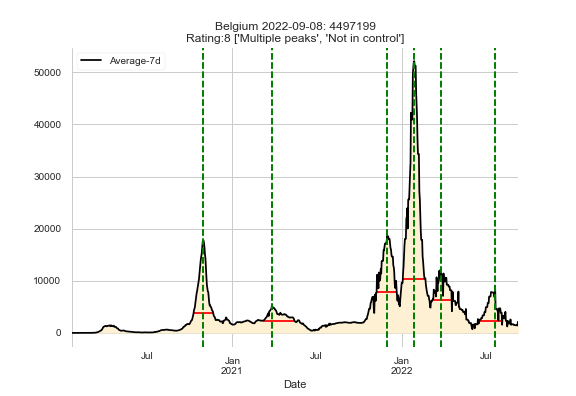 Belgium 2022-09-08: 4497199
Rating:8 ['Multiple peaks', 'Not in control']
Average-7d
50000
40000
30000
20000
10000
0
Jul
Jan
2021
Jul
Jan
2022
Jul
Date